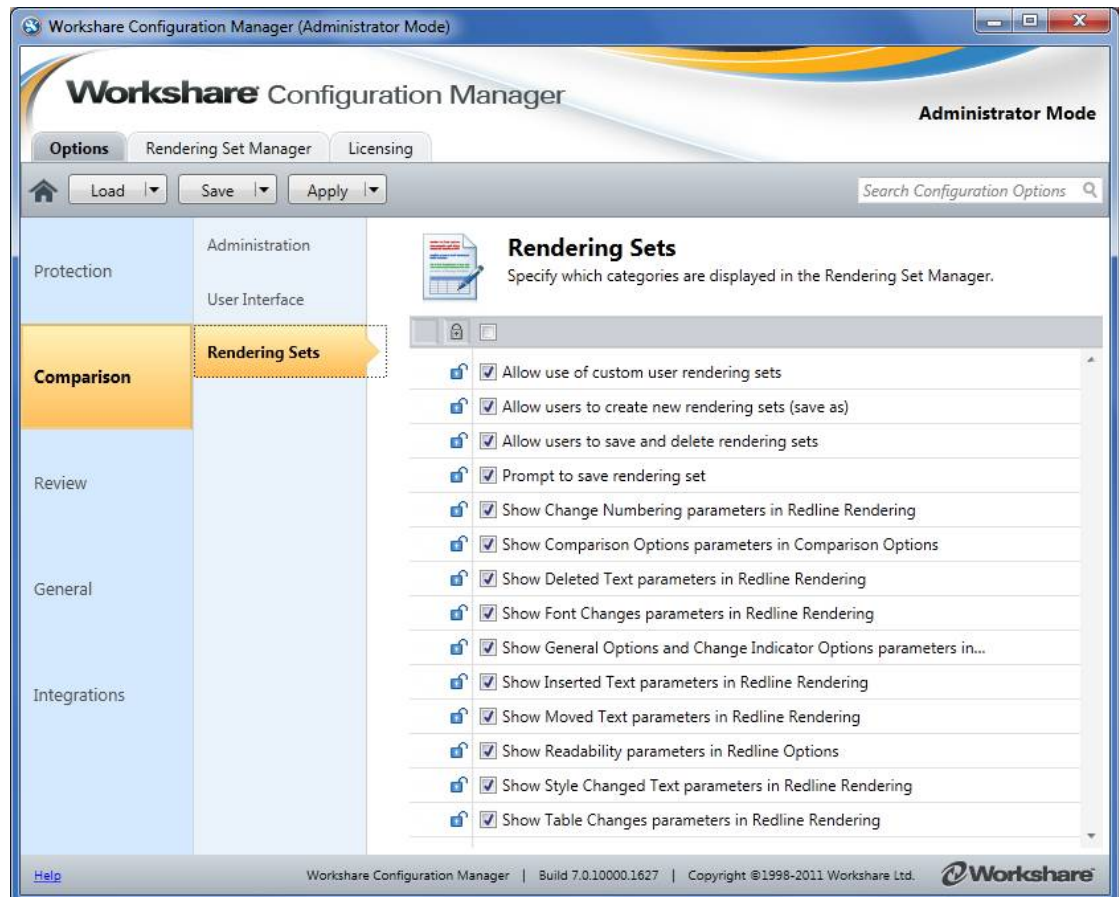 Workshare Configuration Manager (Administrator Mode)
Workshare Configuration Manager
Administrator Mode
Options
Rendering Set Manager
Licensing
Load
Save
Apply
Search Configuration Options
Protection
Comparison
Review
General
Integrations
Administration
User Interface
Rendering Sets
Rendering Sets
Specify which categories are displayed in the Rendering Set Manager.
Allow use of custom user rendering sets
Allow users to create new rendering sets (save as)
Allow users to save and delete rendering sets
Prompt to save rendering set
Show Change Numbering parameters in Redline Rendering
Show Comparison Options parameters in Comparison Options
Show Deleted Text parameters in Redline Rendering
Show Font Changes parameters in Redline Rendering
Show General Options and Change Indicator Options parameters in...
Show Inserted Text parameters in Redline Rendering
Show Moved Text parameters in Redline Rendering
Show Readability parameters in Redline Options
Show Style Changed Text parameters in Redline Rendering
Show Table Changes parameters in Redline Rendering
Help
Workshare Configuration Manager | Build 7.0.10000.1627 | Copyright ©1998-2011 Workshare Ltd.
Workshare